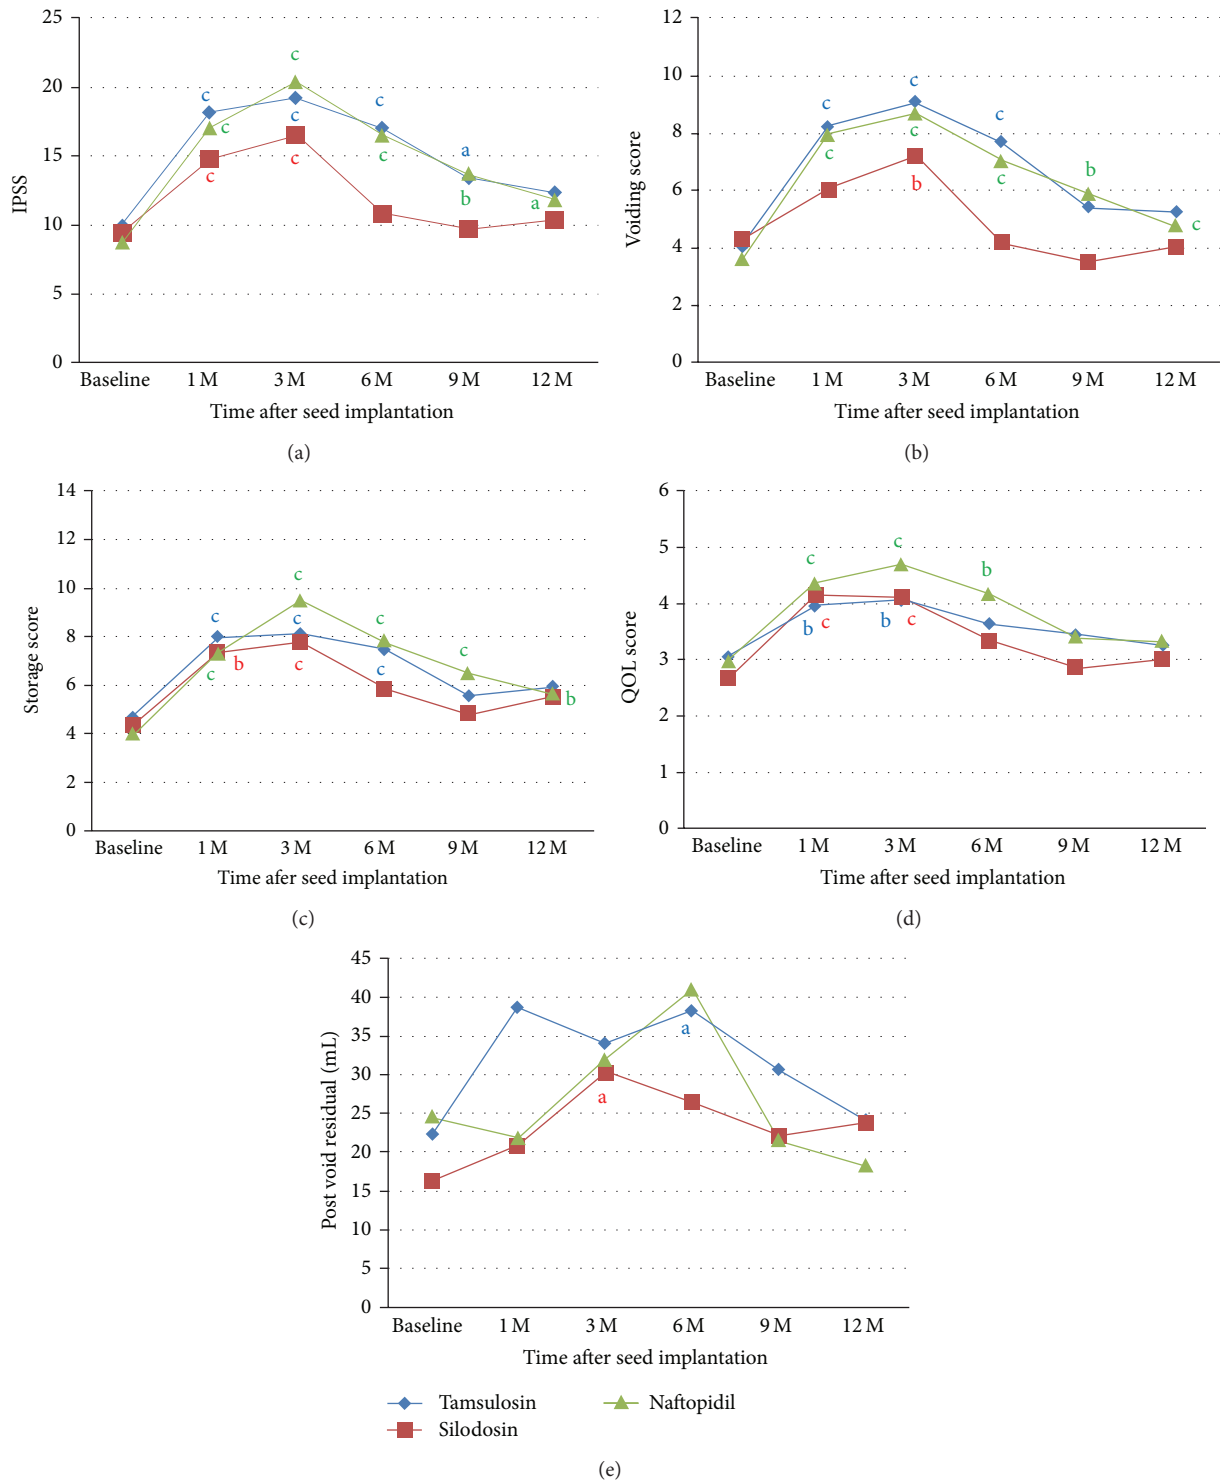 25
20
15
10
5
0
IPSS
c
c
c
c
c
c
c
c
a
b
a
Baseline 1 M 3 M 6 M 9 M 12 M
Time after seed implantation
(a)
12
10
8
6
4
2
0
Voiding score
c
c
c
c
b
c
c
b
c
Baseline 1 M 3 M 6 M 9 M 12 M
Time after seed implantation
(b)
14
12
10
8
6
4
2
0
Storage score
c
c
b
c
c
c
c
c
c
b
Baseline 1 M 3 M 6 M 9 M 12 M
Time afer seed implantation
(c)
6
5
4
3
2
1
0
QOL score
c
b
c
c
b
c
b
Baseline 1 M 3 M 6 M 9 M 12 M
Time after seed implantation
(d)
45
40
35
30
25
20
15
10
5
0
Post void residual (mL)
a
a
Baseline 1 M 3 M 6 M 9 M 12 M
Time after seed implantation
Tamsulosin Naftopidil
Silodosin
(e)